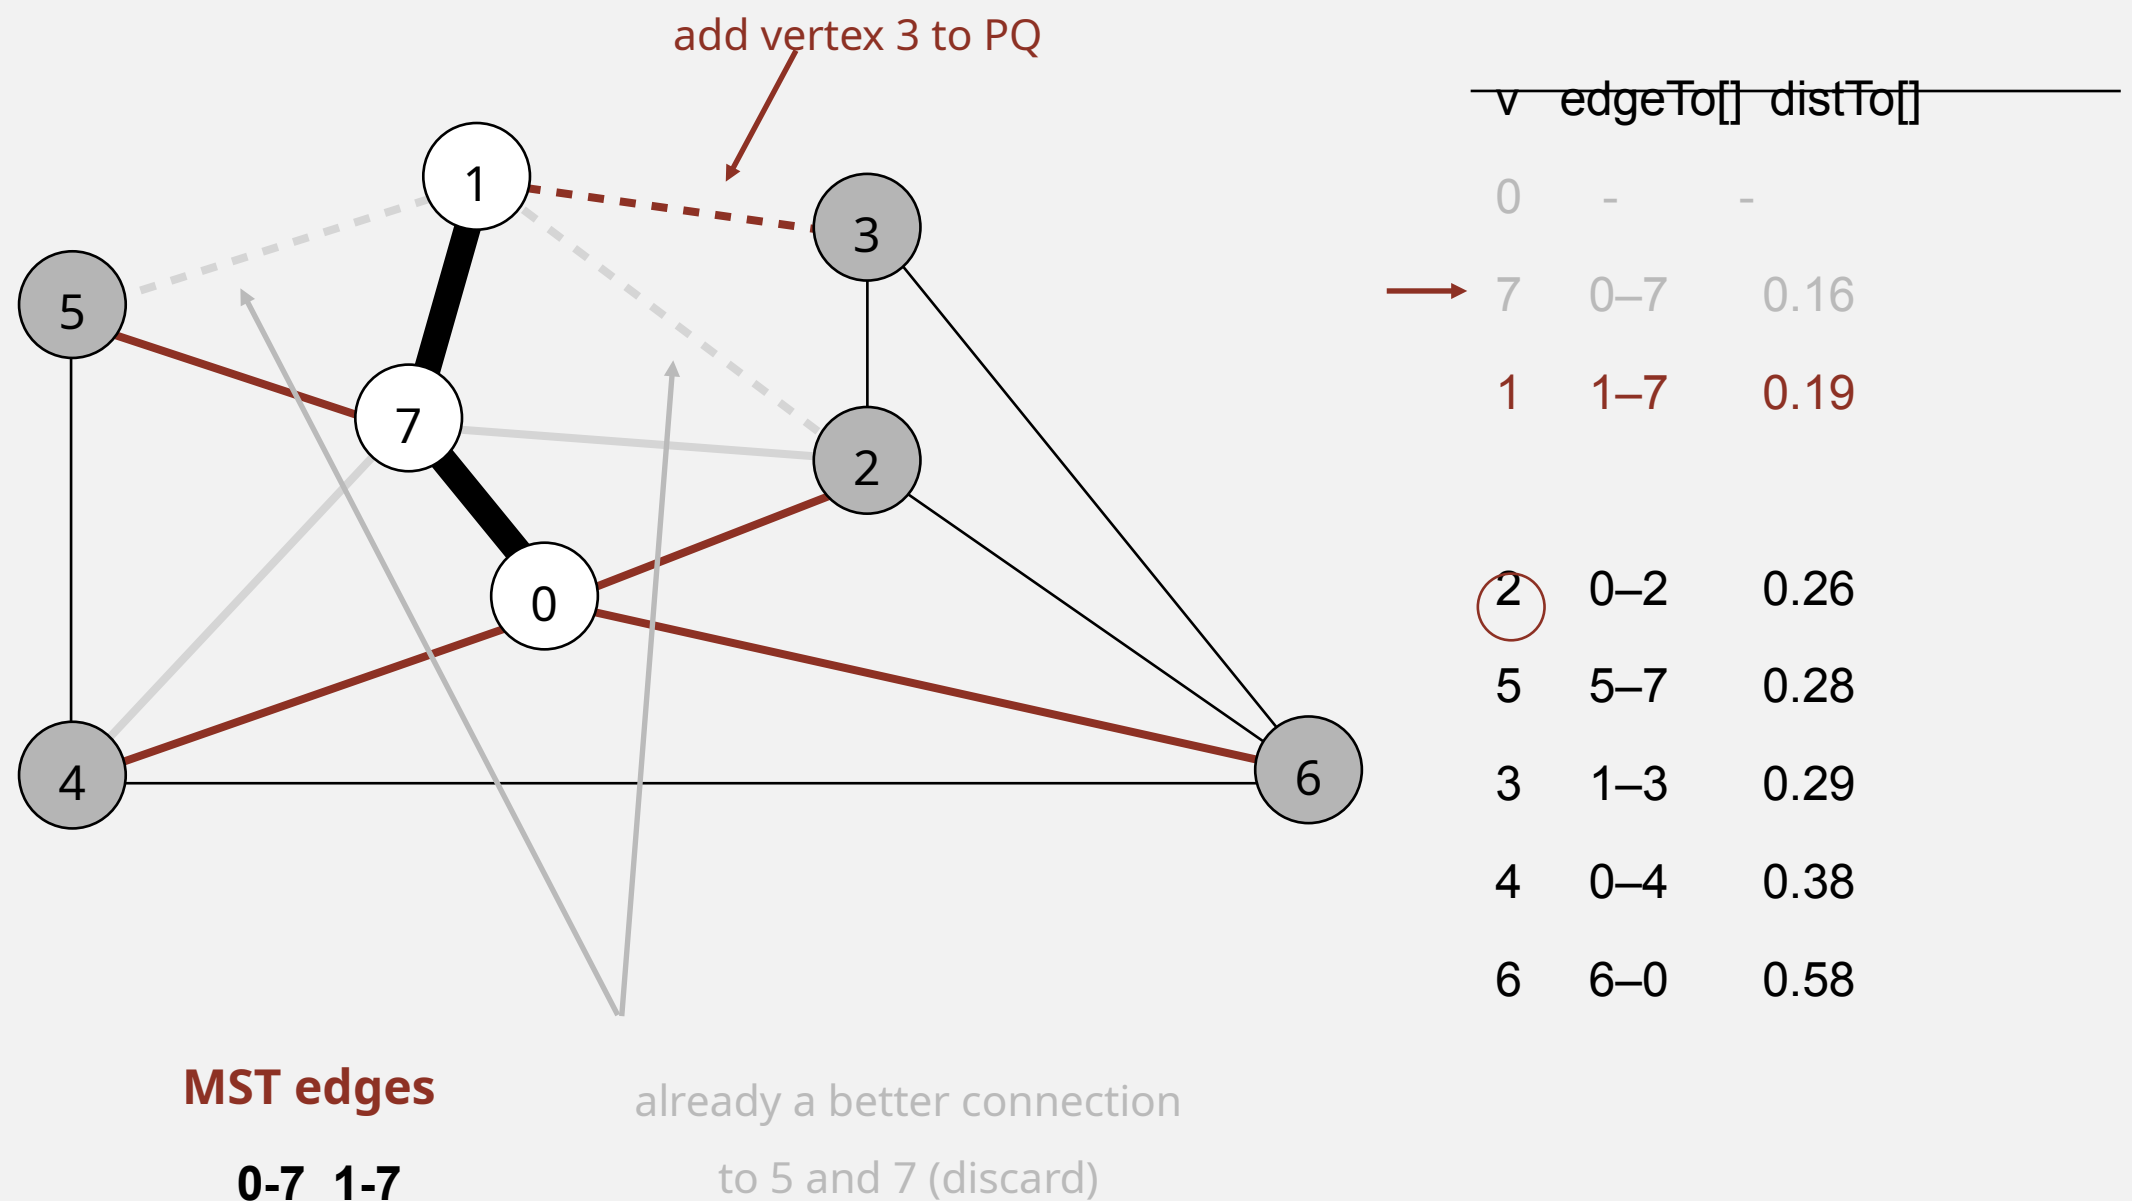 add vertex 3 to PQ
v edgeTo[] distTo[]
1
0 - -
3
7 0–7 0.16
5
1 1–7 0.19
7
2
2 0–2 0.26
0
5 5–7 0.28
4
6
3 1–3 0.29
4 0–4 0.38
6 6–0 0.58
MST edges
already a better connection
0-7 1-7
to 5 and 7 (discard)